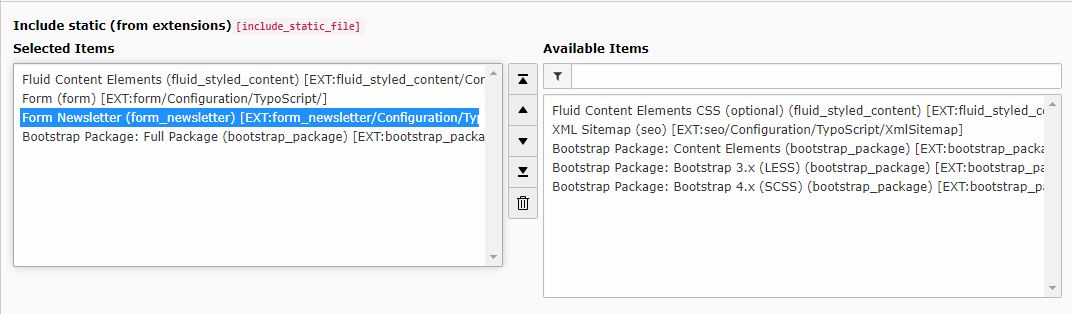 Include static (from extensions) [include_static_file]
Selected Items
Fluid Content Elements (fluid_styled_content) [EXT:fluid_styled_content/Con
Form (form) [EXT:form/Configuration/TypoScript/]
Form Newsletter (form_newsletter) [EXT:form_newsletter/Configuration/Typ
Bootstrap Package: Full Package (bootstrap_package) [EXT:bootstrap_packa
Available Items
Fluid Content Elements CSS (optional) (fluid_styled_content) [EXT:fluid_styled_co
XML Sitemap (seo) [EXT:seo/Configuration/TypoScript/XmlSitemap]
Bootstrap Package: Content Elements (bootstrap_package) [EXT:bootstrap_packa
Bootstrap Package: Bootstrap 3.x (LESS) (bootstrap_package) [EXT:bootstrap_pa
Bootstrap Package: Bootstrap 4.x (SCSS) (bootstrap_package) [EXT:bootstrap_pa